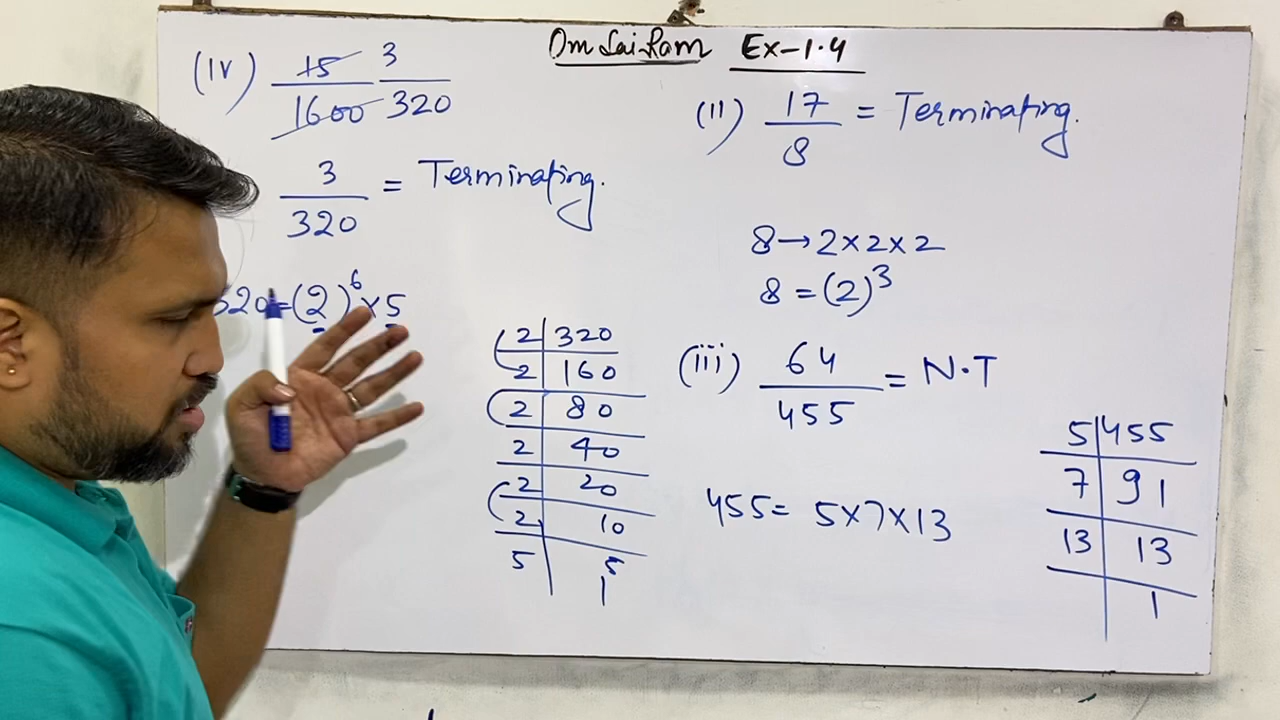 Om Sai Ram Ex-1.4
(iv) 15/1600 3/320
3/320 = Terminating.
320 = (2)^6 × 5
2 | 320
2 | 160
2 | 80
2 | 40
2 | 20
2 | 10
5 | 5
1
(ii) 17/8 = Terminating.
8 → 2×2×2
8 = (2)^3
(iii) 64/455 = N.T
455 = 5×7×13
5 | 455
7 | 91
13 | 13
1